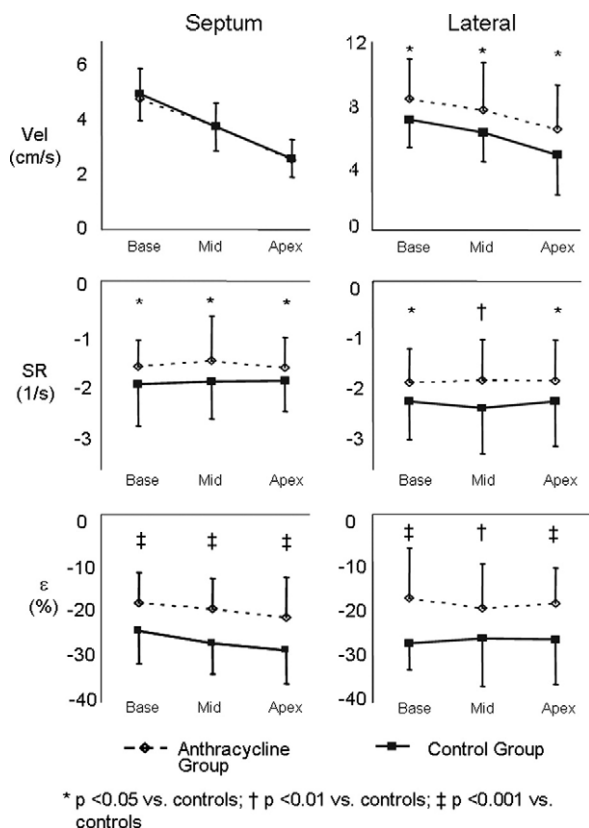 Septum Lateral
6
4
2
0
Vel
(cm/s)
Base Mid Apex
12
8
4
0
* * *
Base Mid Apex
0
-1
-2
-3
SR
(1/s)
* * *
Base Mid Apex
0
-1
-2
-3
* † *
Base Mid Apex
0
-10
-20
-30
-40
ε
(%)
‡ ‡ ‡
Base Mid Apex
0
-10
-20
-30
-40
‡ † ‡
Base Mid Apex
Anthracycline
Group
Control Group
* p <0.05 vs. controls; † p <0.01 vs. controls; ‡ p <0.001 vs.
controls